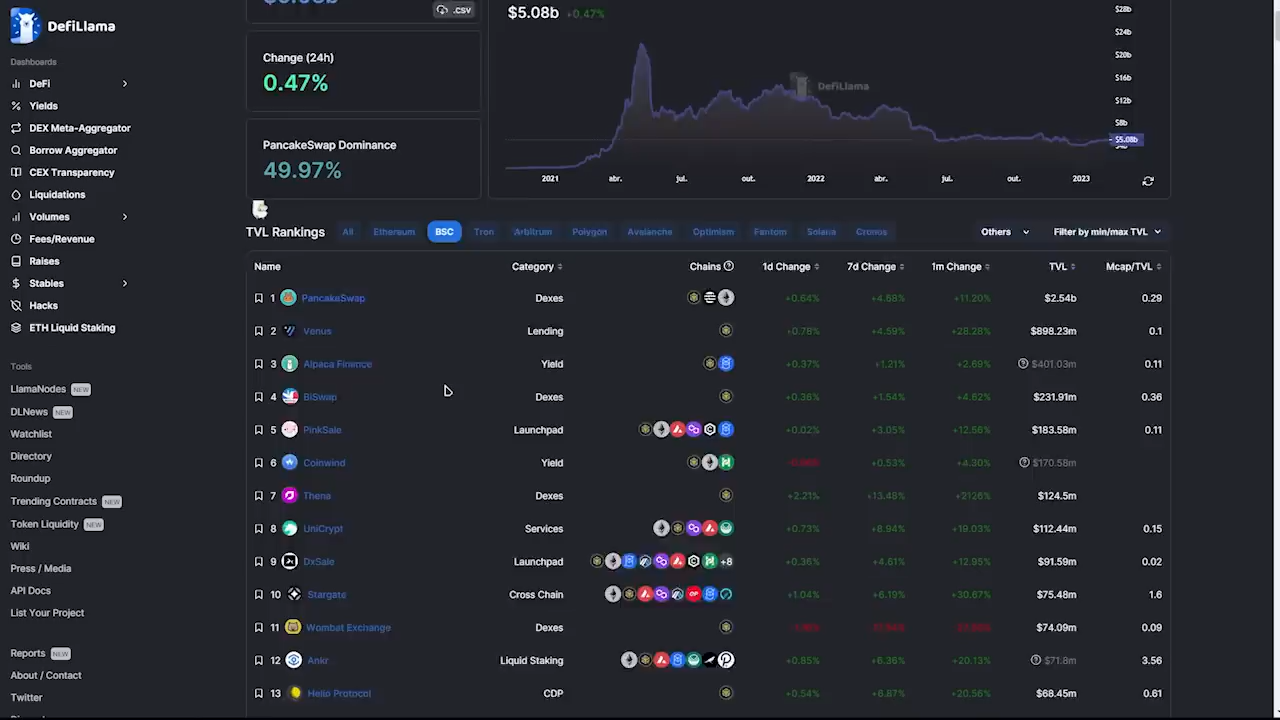 DefiLlama
Dashboards
DeFi
Yields
DEX Meta-Aggregator
Borrow Aggregator
CEX Transparency
Liquidations
Volumes
Fees/Revenue
Raises
Stables
Hacks
ETH Liquid Staking
Tools
LlamaNodes NEW
DLNews NEW
Watchlist
Directory
Roundup
Trending Contracts NEW
Token Liquidity NEW
Wiki
Press / Media
API Docs
List Your Project
Reports NEW
About / Contact
Twitter
.csv
Change (24h)
0.47%
PancakeSwap Dominance
49.97%
$5.08b +0.47%
$28b
$24b
$20b
$16b
$12b
$8b
$5.08b
DefiLlama
2021 abr. jul. out. 2022 abr. jul. out. 2023
TVL Rankings All Ethereum BSC Tron Arbitrum Polygon Avalanche Optimism Fantom Solana Cronos Others Filter by min/max TVL
Name Category Chains 1d Change 7d Change 1m Change TVL Mcap/TVL
1 PancakeSwap Dexes +0.64% +4.68% +11.20% $2.54b 0.29
2 Venus Lending +0.78% +4.59% +28.28% $898.23m 0.1
3 Alpaca Finance Yield +0.37% +1.21% +2.69% $401.03m 0.11
4 BiSwap Dexes +0.36% +1.54% +4.62% $231.91m 0.36
5 PinkSale Launchpad +0.02% +3.05% +12.56% $183.58m 0.11
6 Coinwind Yield +0.53% +4.30% $170.58m
7 Thena Dexes +2.21% +13.48% +2126% $124.5m
8 UniCrypt Services +0.73% +8.94% +19.03% $112.44m 0.15
9 DxSale Launchpad +8 +0.36% +4.61% +12.95% $91.59m 0.02
10 Stargate Cross Chain +1.04% +6.19% +30.67% $75.48m 1.6
11 Wombat Exchange Dexes $74.09m 0.09
12 Ankr Liquid Staking +0.85% +6.36% +20.13% $71.8m 3.56
13 Hello Protocol CDP +0.54% +6.87% +20.56% $68.45m 0.61